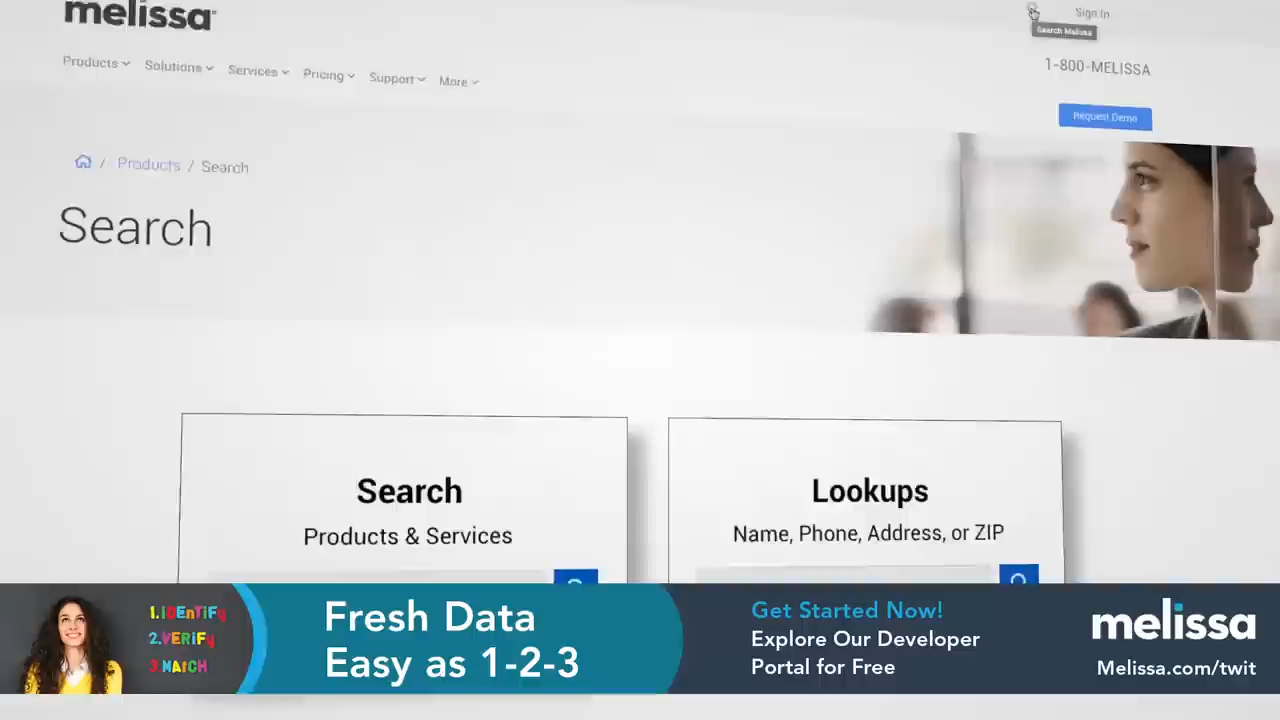 melissa
Sign In
Search Melissa
Products
Solutions
Services
Pricing
Support
More
1-800-MELISSA
Request Demo
/ Products / Search
Search
Search
Products & Services
Lookups
Name, Phone, Address, or ZIP
1.iDEnTiFy
2.VERiFy
3 MATCH
Fresh Data
Easy as 1-2-3
Get Started Now!
Explore Our Developer
Portal for Free
melissa
Melissa.com/twit